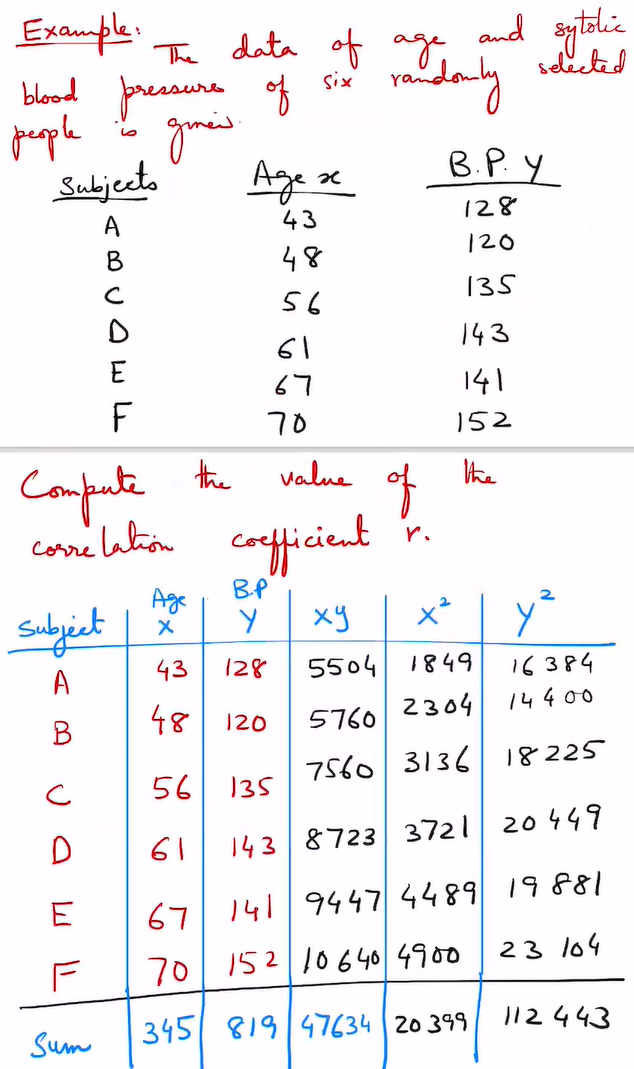 Example:
The data of age and sytolic
blood pressure of six randomly selected
people is given.
Subjects Age x B.P. y
A 43 128
B 48 120
C 56 135
D 61 143
E 67 141
F 70 152
Compute the value of the
correlation coefficient r.
Subject Age x B.P y xy x² y²
A 43 128 5504 1849 16384
B 48 120 5760 2304 14400
C 56 135 7560 3136 18225
D 61 143 8723 3721 20449
E 67 141 9447 4489 19881
F 70 152 10640 4900 23104
Sum 345 819 47634 20399 112443